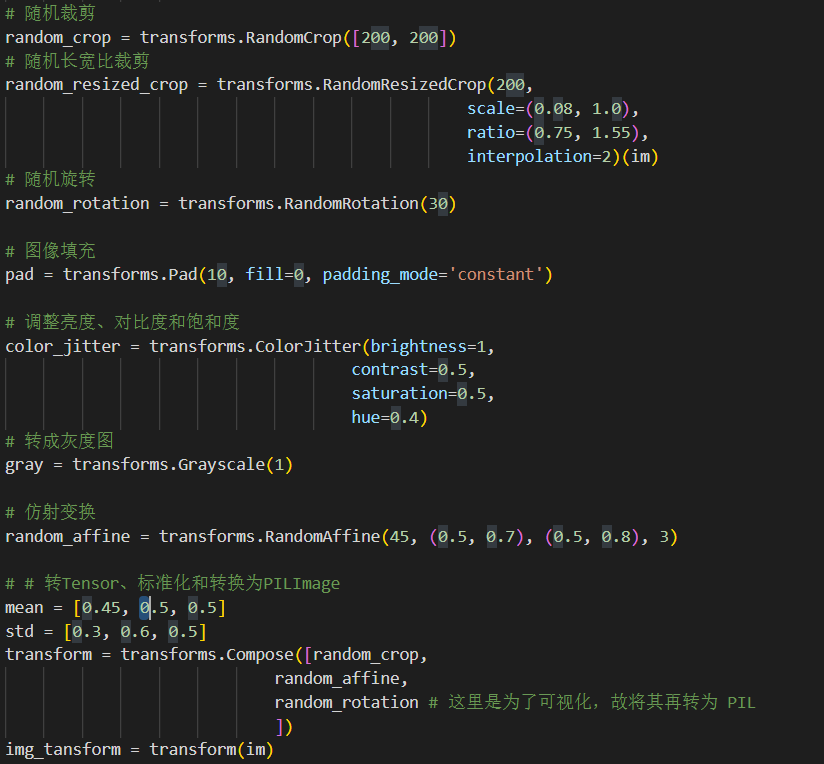 # 随机裁剪
random_crop = transforms.RandomCrop([200, 200])
# 随机长宽比裁剪
random_resized_crop = transforms.RandomResizedCrop(200,
scale=(0.08, 1.0),
ratio=(0.75, 1.55),
interpolation=2)(im)
# 随机旋转
random_rotation = transforms.RandomRotation(30)
# 图像填充
pad = transforms.Pad(10, fill=0, padding_mode='constant')
# 调整亮度、对比度和饱和度
color_jitter = transforms.ColorJitter(brightness=1,
contrast=0.5,
saturation=0.5,
hue=0.4)
# 转成灰度图
gray = transforms.Grayscale(1)
# 仿射变换
random_affine = transforms.RandomAffine(45, (0.5, 0.7), (0.5, 0.8), 3)
# # 转Tensor、标准化和转换为PILImage
mean = [0.45, 0.5, 0.5]
std = [0.3, 0.6, 0.5]
transform = transforms.Compose([random_crop,
random_affine,
random_rotation # 这里是为了可视化，故将其再转为 PIL
])
img_tansform = transform(im)